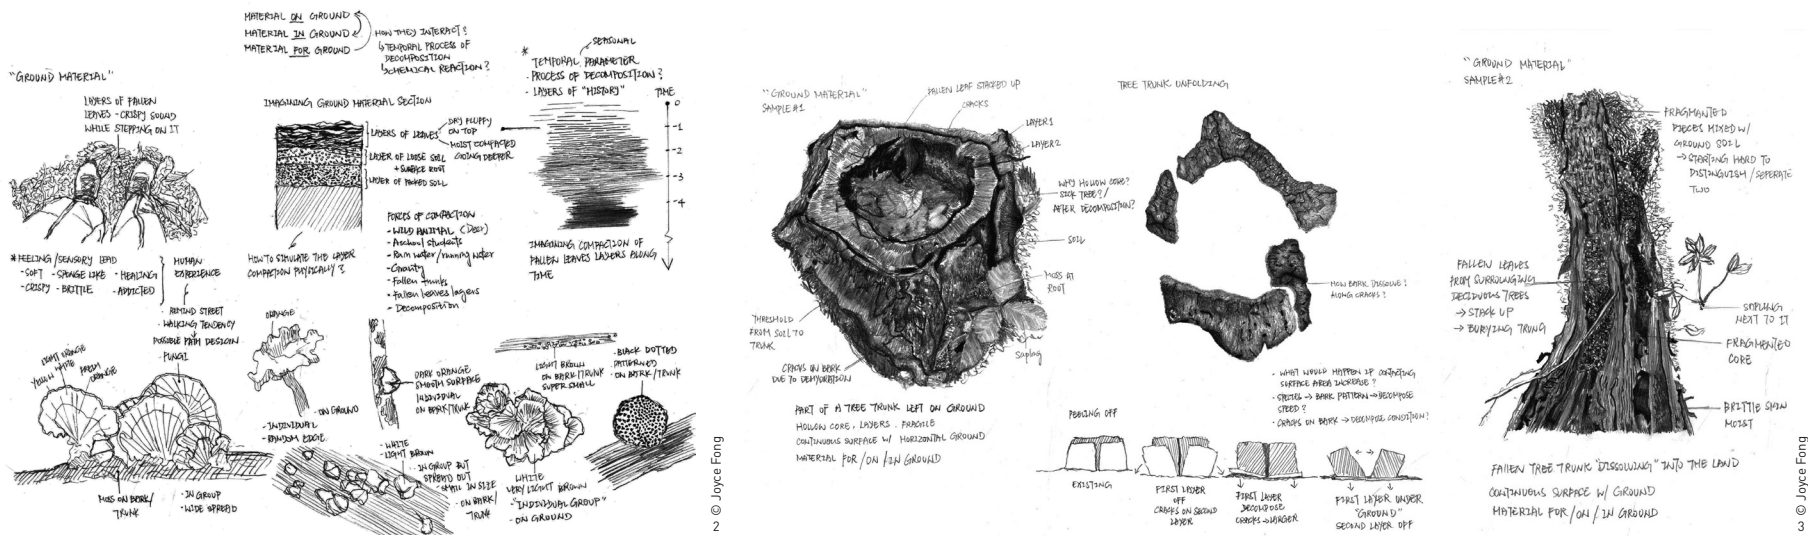 MATERIAL ON GROUND
MATERIAL IN GROUND
MATERIAL FOR GROUND
HOW THEY INTERACT?
↳ TEMPORAL PROCESS OF
DECOMPOSITION
↳ CHEMICAL REACTION?
"GROUND MATERIAL"
LAYERS OF FALLEN
LEAVES - CRISPY SOUND
WHILE STEPPING ON IT
* FEELING/SENSORY LEAD
- SOFT - SPONGE LIKE - HEALING
- CRISPY - BRITTLE - ADDICTED
HUMAN
EXPERIENCE
- REMIND STREET
- WALKING TENDENCY
POSSIBLE PATH DESIGN
- FUNGI
IMAGINING GROUND MATERIAL SECTION
LAYERS OF LEAVES
DRY FLUFFY
ON TOP
MOIST COMPACTED
GOING DEEPER
LAYER OF LOOSE SOIL
+ SURFACE ROOT
LAYER OF PACKED SOIL
HOW TO SIMULATE THE LAYER
COMPACTION PHYSICALLY?
FORCES OF COMPACTION
- WILD ANIMAL (Deer)
- Aschool students
- Rain water/running water
- Gravity
- Fallen trunks
- Fallen leaves layers
- Decomposition
* SEASONAL
TEMPORAL PARAMETER
- PROCESS OF DECOMPOSITION?
- LAYERS OF "HISTORY"
TIME
0
-1
-2
-3
-4
IMAGINING COMPACTION OF
FALLEN LEAVES LAYERS ALONG
TIME
LIGHT ORANGE
YELLOW WHITE
ORANGE
MOSS ON BARK/
TRUNK
- IN GROUP
- WIDE SPREAD
ORANGE
- ON GROUND
- INDIVIDUAL
- RANDOM EDGE
DARK ORANGE
SMOOTH SURFACE
INDIVIDUAL
ON BARK/TRUNK
- WHITE
- LIGHT BROWN
- IN GROUP BUT
SPREAD OUT
- SMALL IN SIZE
- ON BARK/
TRUNK
LIGHT BROWN
ON BARK/TRUNK
SUPER SMALL
WHITE
VERY LIGHT BROWN
- "INDIVIDUAL GROUP"
- ON GROUND
- BLACK DOTTED
PATTERNED
- ON BARK/TRUNK
© Joyce Fong
2
"GROUND MATERIAL"
SAMPLE#1
FALLEN LEAF STACKED UP
CRACKS
LAYER1
LAYER2
WHY HOLLOW CORE?
SICK TREE?/
AFTER DECOMPOSITION?
SOIL
MOSS AT
ROOT
Saplag
THRESHOLD
FROM SOIL TO
TRUNK
CRACKS ON BARK
DUE TO DEHYDRATION
PART OF A TREE TRUNK LEFT ON GROUND
HOLLOW CORE, LAYERS, FRAGILE
CONTINUOUS SURFACE W/ HORIZONTAL GROUND
MATERIAL FOR/ON/IN GROUND
TREE TRUNK UNFOLDING
HOW BARK DISSOLVE?
ALONG CRACKS?
- WHAT WOULD HAPPEN IF CONTACTING
SURFACE AREA INCREASE?
- SPECIES → BARK PATTERN → DECOMPOSE
SPEED?
- CRACKS ON BARK → DECOMPOSE CONDITION?
PEELING OFF
EXISTING
FIRST LAYER
OFF
CRACKS ON SECOND
LAYER
FIRST LAYER
DECOMPOSE
CRACKS → LARGER
FIRST LAYER UNDER
"GROUND"
SECOND LAYER OFF
"GROUND MATERIAL"
SAMPLE#2
FRAGMANTED
PIECES MIXED W/
GROUND SOIL
→ STARTING HARD TO
DISTINGUISH/SEPERATE
TWO
FALLEN LEAVES
FROM SURROUNGING
DECIDUOUS TREES
→ STACK UP
→ BURYING TRUNG
SAPLING
NEXT TO IT
FRAGMENTED
CORE
BRITTLE SKIN
MOIST
FALLEN TREE TRUNK "DISSOLVING" INTO THE LAND
CONTINUOUS SURFACE W/ GROUND
MATERIAL FOR/ON/IN GROUND
© Joyce Fong
3